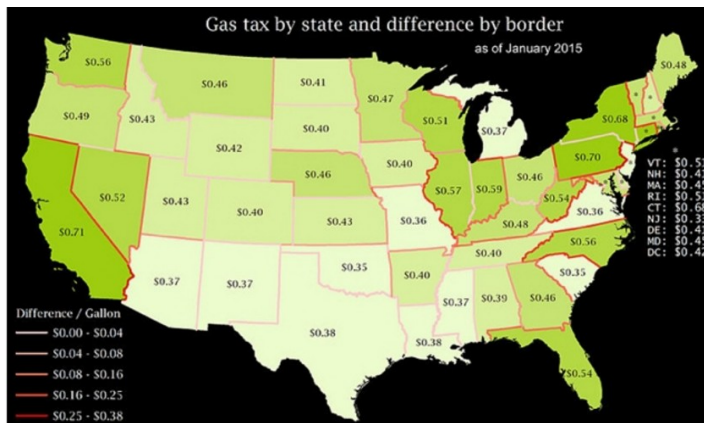 Gas tax by state and difference by border
as of January 2015
$0.56
$0.46
$0.41
$0.47
$0.48
$0.49
$0.43
$0.40
$0.51
$0.37
$0.68
$0.42
$0.40
$0.70
$0.52
$0.43
$0.40
$0.46
$0.43
$0.36
$0.57
$0.59
$0.46
$0.54
$0.36
$0.71
$0.48
$0.56
$0.37
$0.37
$0.35
$0.40
$0.40
$0.35
$0.38
$0.38
$0.37
$0.39
$0.46
$0.54
VT:
NH:
MA:
RI:
CT:
NJ:
DE:
MD:
DC:
Difference / Gallon
$0.00 - $0.04
$0.04 - $0.08
$0.08 - $0.16
$0.16 - $0.25
$0.25 - $0.38